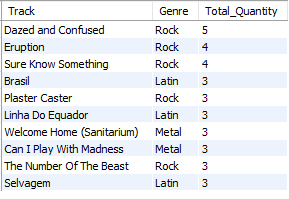 Track Genre Total_Quantity
Dazed and Confused Rock 5
Eruption Rock 4
Sure Know Something Rock 4
Brasil Latin 3
Plaster Caster Rock 3
Linha Do Equador Latin 3
Welcome Home (Sanitarium) Metal 3
Can I Play With Madness Metal 3
The Number Of The Beast Rock 3
Selvagem Latin 3